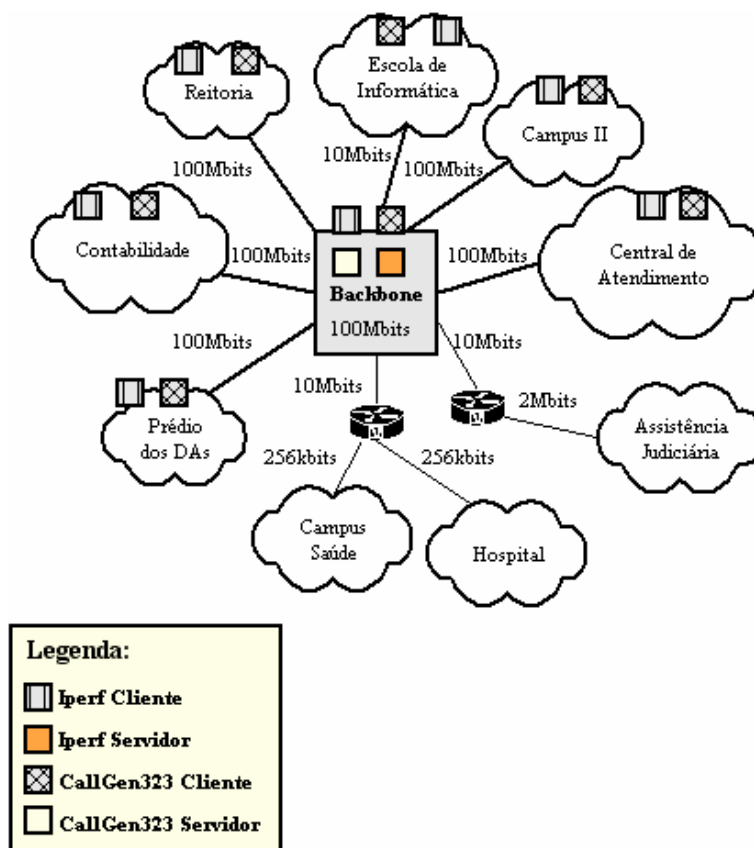 Reitoria
Escola de
Informática
Campus II
100Mbits
10Mbits
100Mbits
Contabilidade
100Mbits
Backbone
100Mbits
100Mbits
Central de
Atendimento
100Mbits
10Mbits
10Mbits
2Mbits
Prédio
dos DAs
Assistência
Judiciária
256kbits
256kbits
Campus
Saúde
Hospital
Legenda:
Iperf Cliente
Iperf Servidor
CallGen323 Cliente
CallGen323 Servidor